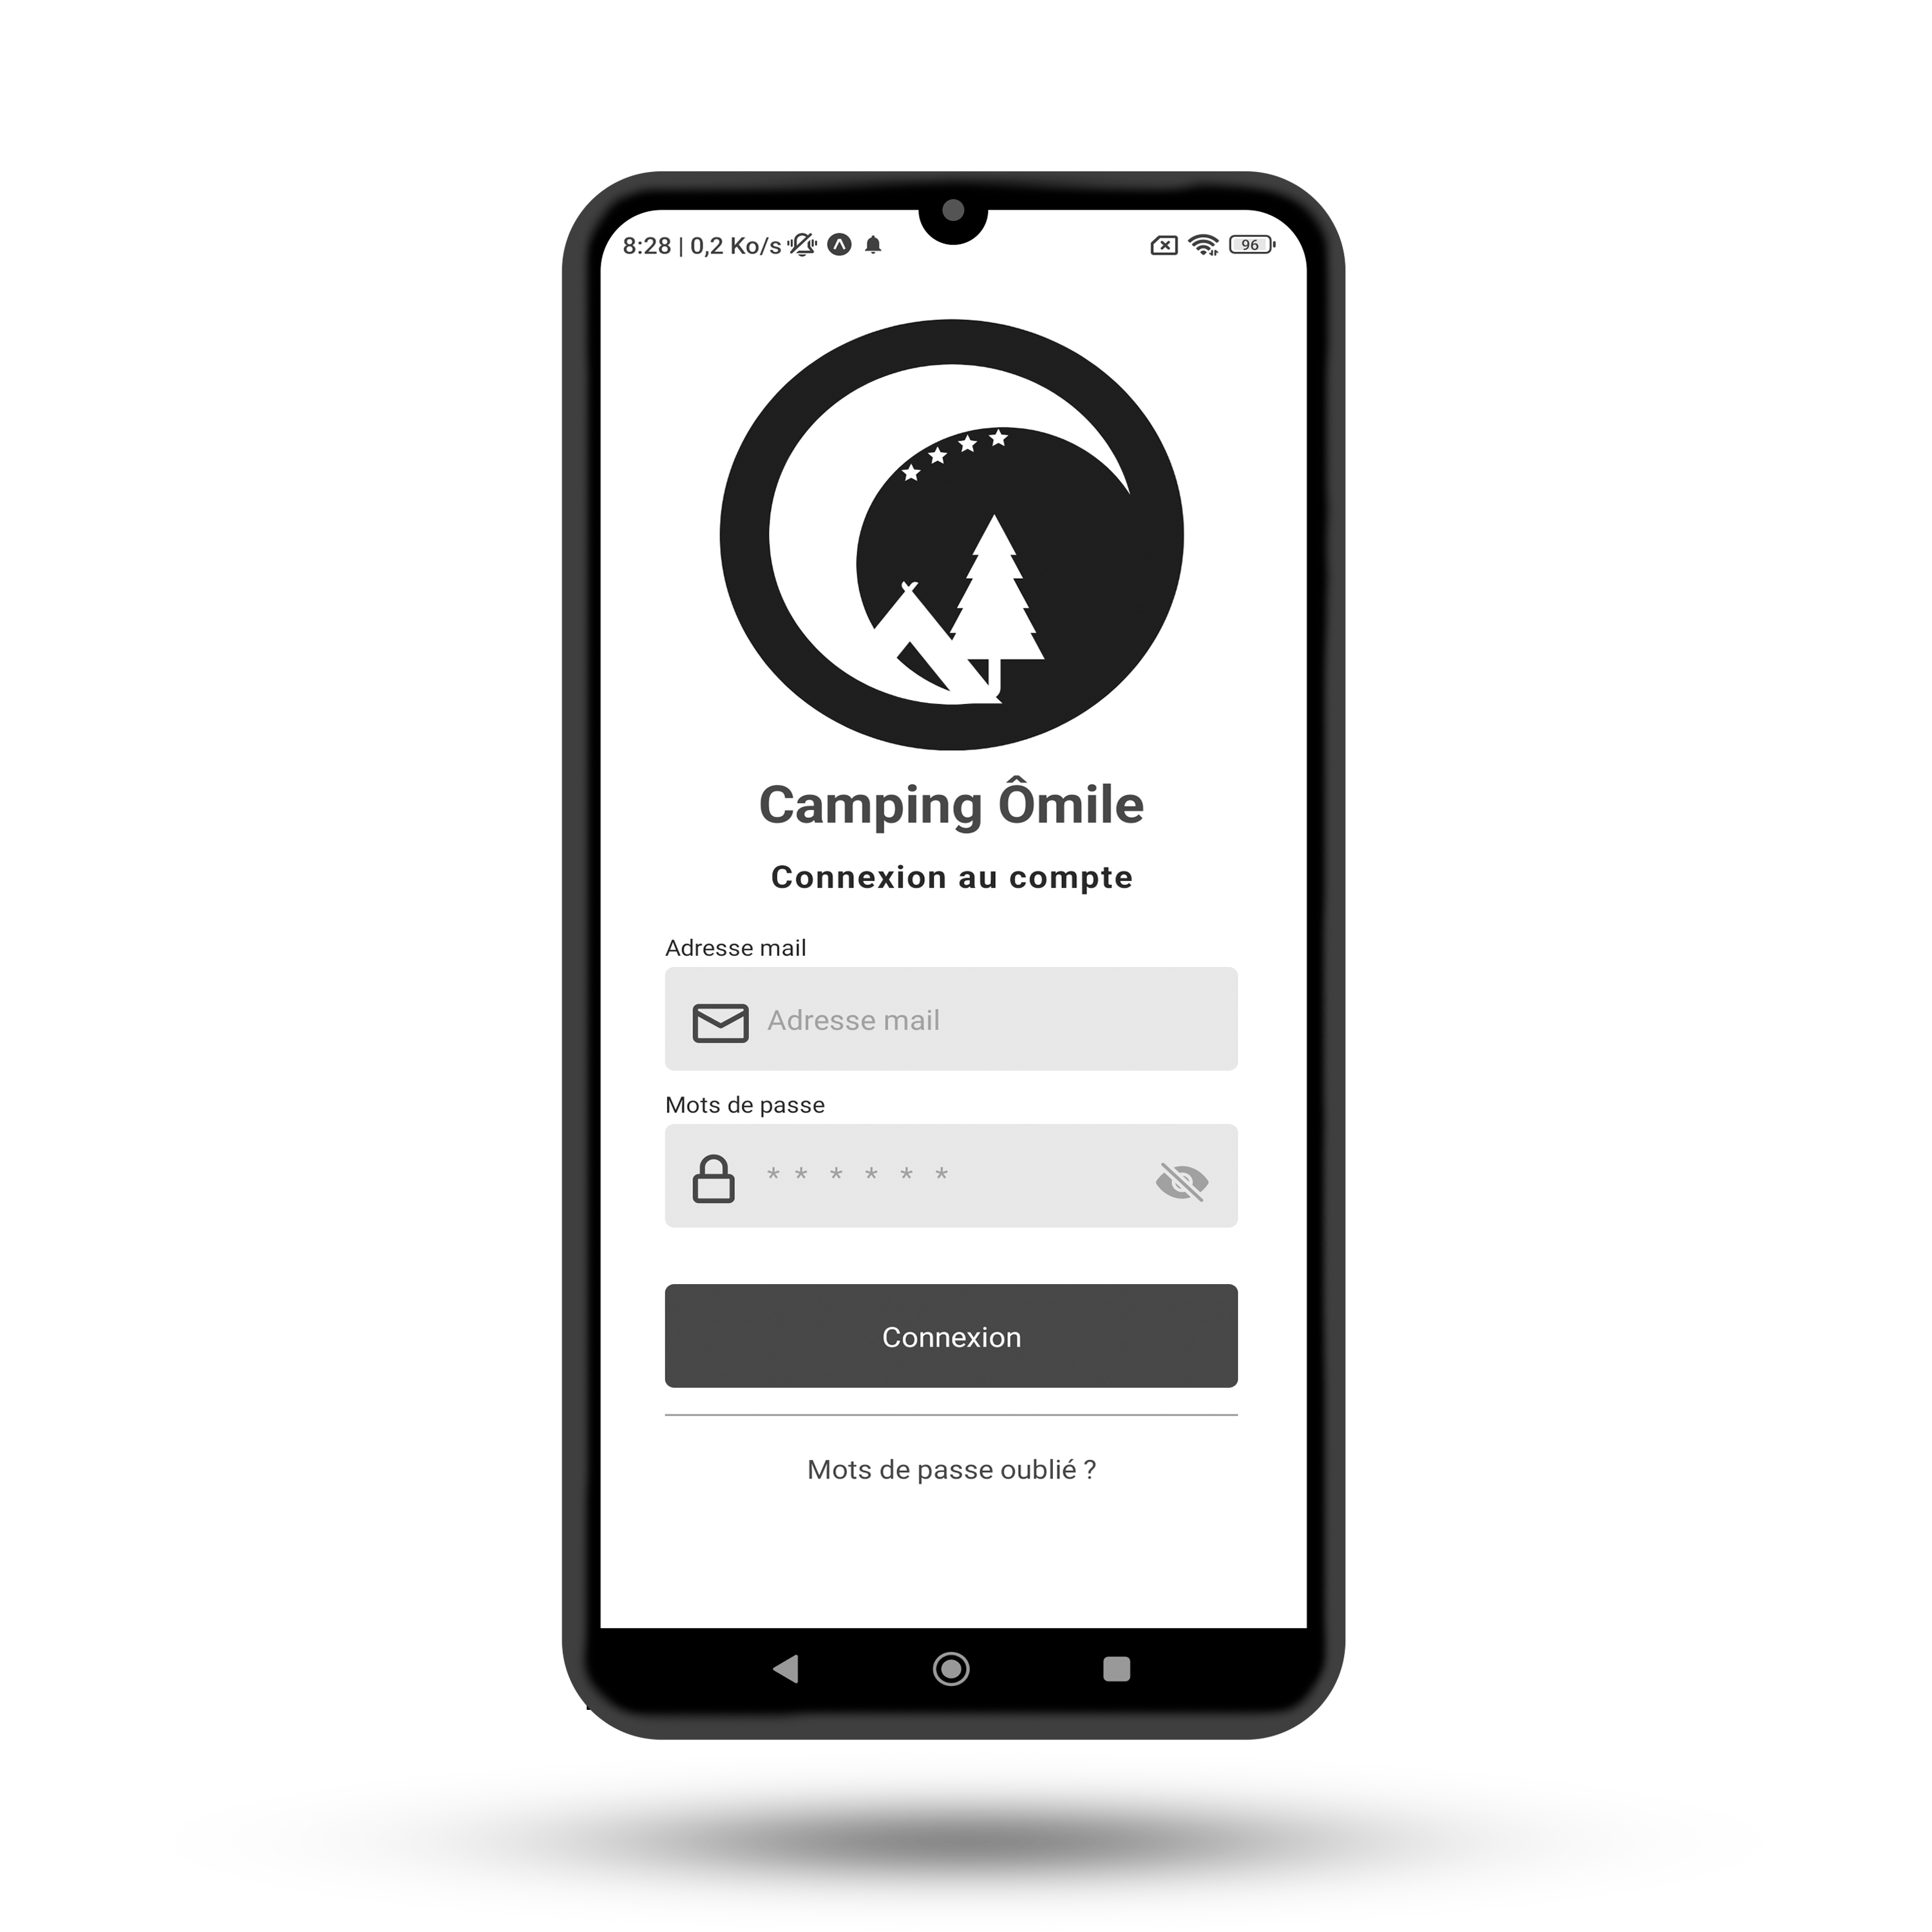 8:28 | 0,2 Ko/s
96
Camping Ômile
Connexion au compte
Adresse mail
Adresse mail
Mots de passe
* * * * * *
Connexion
Mots de passe oublié ?